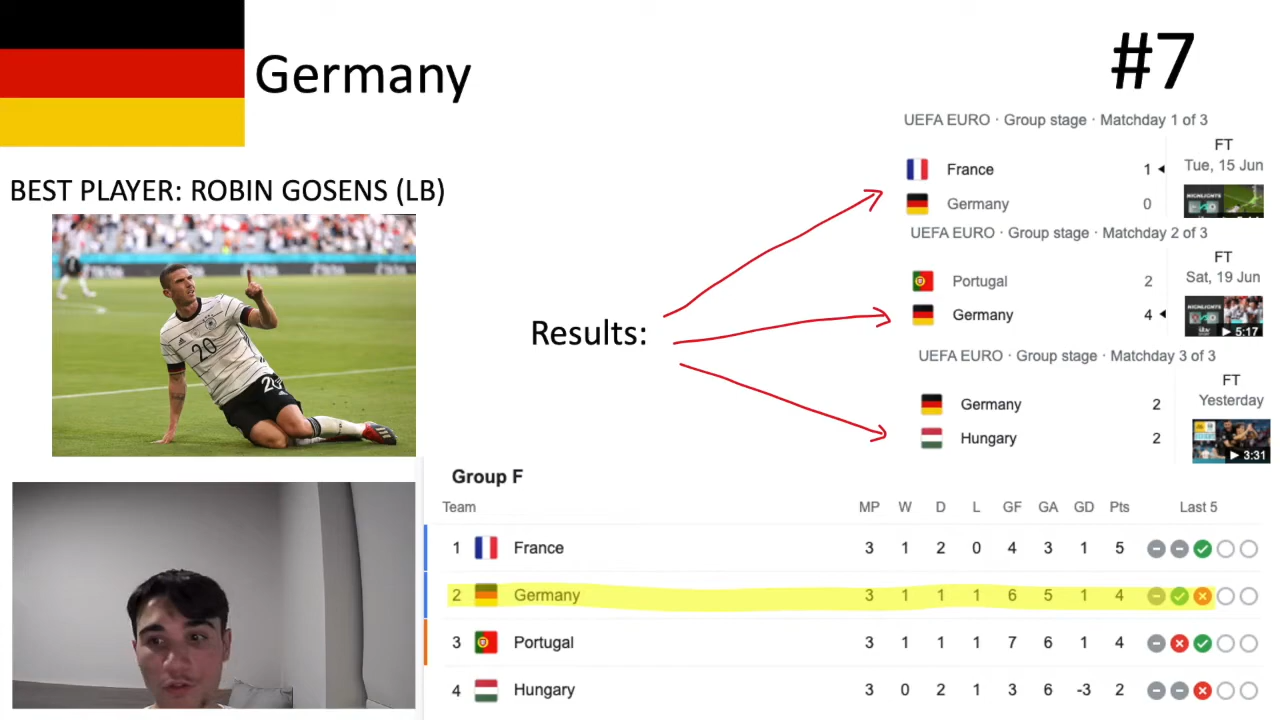 Germany
#7
BEST PLAYER: ROBIN GOSENS (LB)
20
20
Results:
UEFA EURO · Group stage · Matchday 1 of 3
France 1
Germany 0
FT
Tue, 15 Jun
HIGHLIGHTS
UEFA EURO · Group stage · Matchday 2 of 3
Portugal 2
Germany 4
FT
Sat, 19 Jun
HIGHLIGHTS
5:17
UEFA EURO · Group stage · Matchday 3 of 3
Germany 2
Hungary 2
FT
Yesterday
3:31
Group F
Team MP W D L GF GA GD Pts Last 5
1 France 3 1 2 0 4 3 1 5
2 Germany 3 1 1 1 6 5 1 4
3 Portugal 3 1 1 1 7 6 1 4
4 Hungary 3 0 2 1 3 6 -3 2